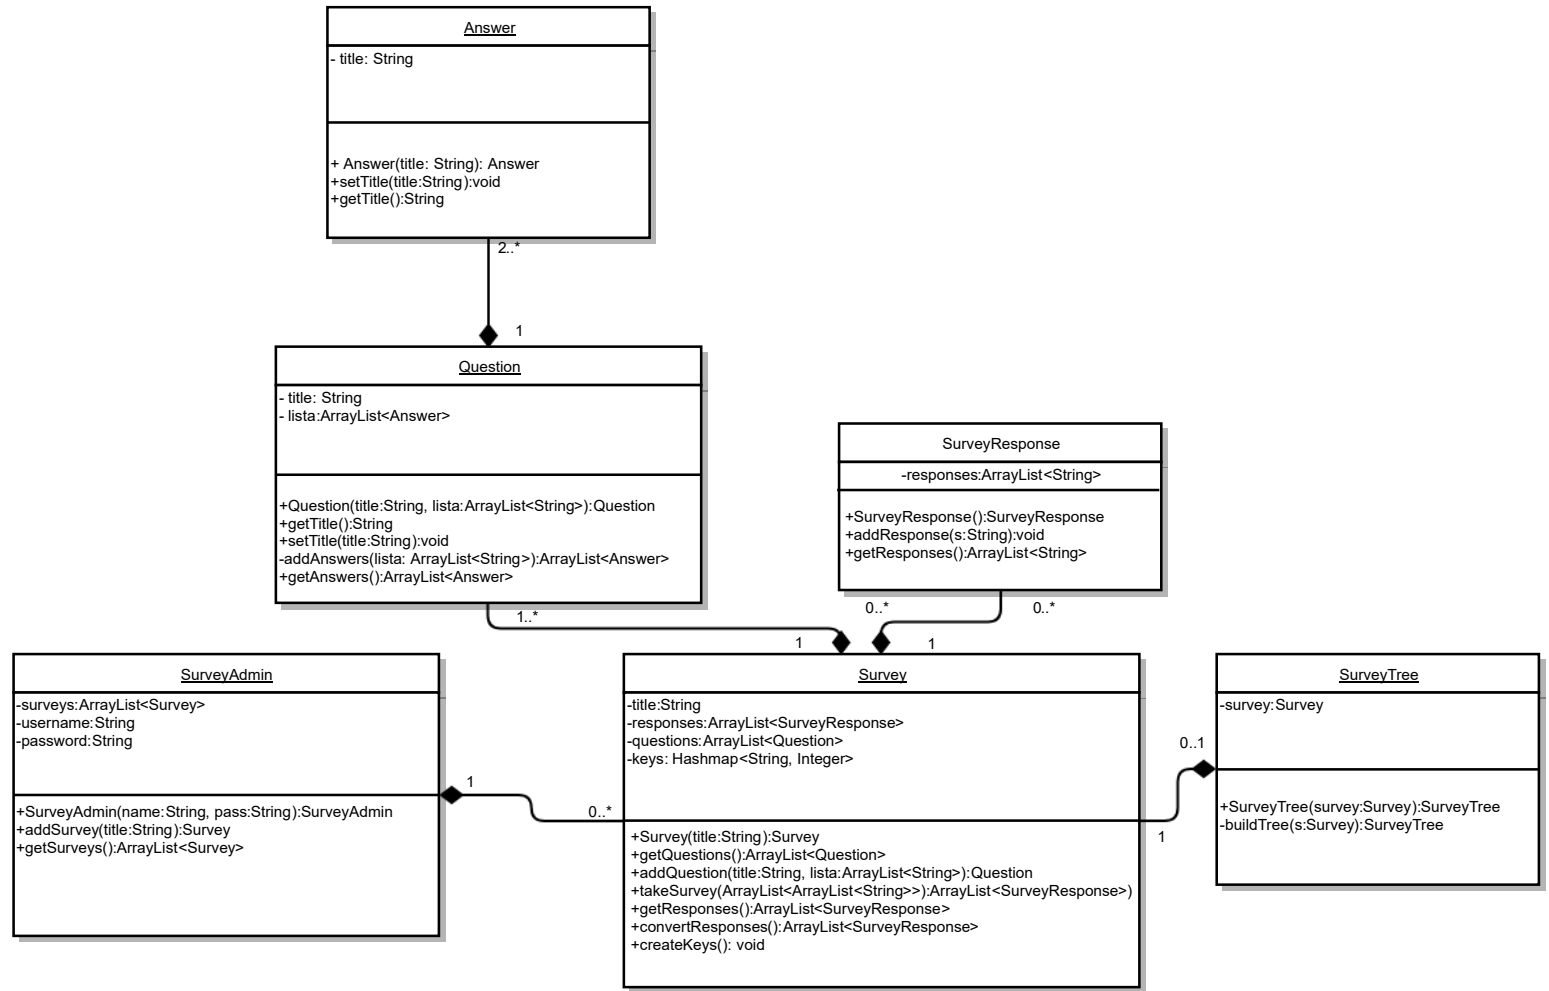 Answer
- title: String
+ Answer(title: String): Answer
+setTitle(title:String):void
+getTitle():String
2..*
1
Question
- title: String
- lista:ArrayList<Answer>
+Question(title:String, lista:ArrayList<String>):Question
+getTitle():String
+setTitle(title:String):void
-addAnswers(lista: ArrayList<String>):ArrayList<Answer>
+getAnswers():ArrayList<Answer>
SurveyResponse
-responses:ArrayList<String>
+SurveyResponse():SurveyResponse
+addResponse(s:String):void
+getResponses():ArrayList<String>
1..*
0..*
0..*
1
1
SurveyAdmin
-surveys:ArrayList<Survey>
-username:String
-password:String
+SurveyAdmin(name:String, pass:String):SurveyAdmin
+addSurvey(title:String):Survey
+getSurveys():ArrayList<Survey>
1
0..*
Survey
-title:String
-responses:ArrayList<SurveyResponse>
-questions:ArrayList<Question>
-keys: Hashmap<String, Integer>
+Survey(title:String):Survey
+getQuestions():ArrayList<Question>
+addQuestion(title:String, lista:ArrayList<String>):Question
+takeSurvey(ArrayList<ArrayList<String>>):ArrayList<SurveyResponse>)
+getResponses():ArrayList<SurveyResponse>
+convertResponses():ArrayList<SurveyResponse>
+createKeys(): void
0..1
1
SurveyTree
-survey:Survey
+SurveyTree(survey:Survey):SurveyTree
-buildTree(s:Survey):SurveyTree